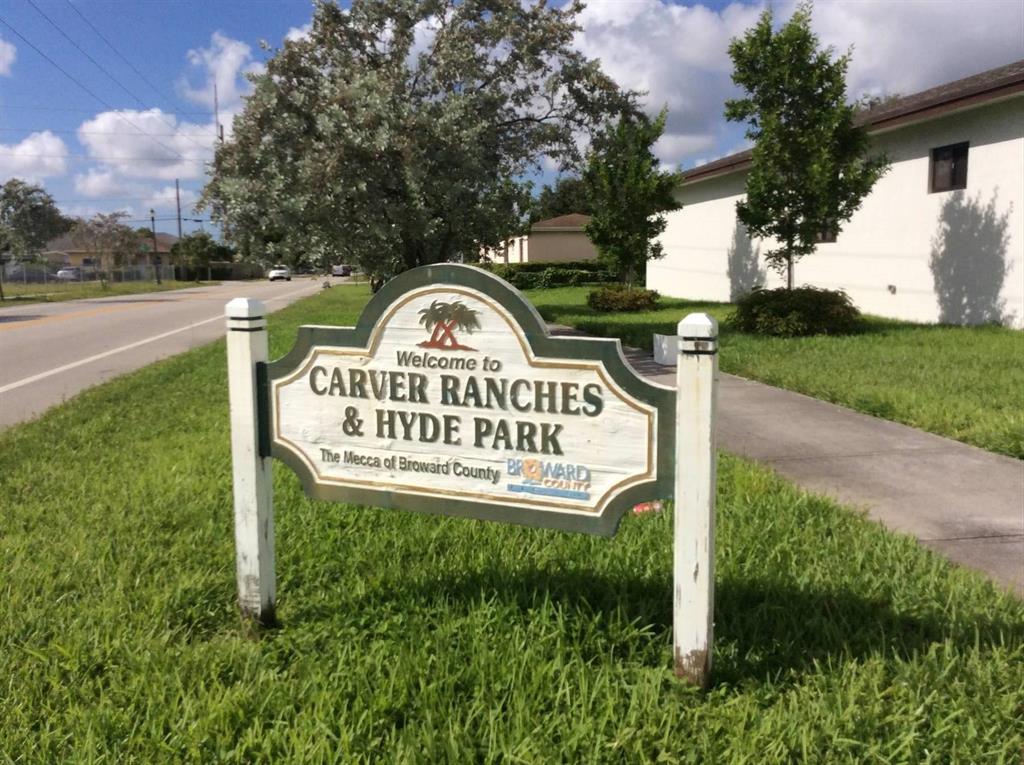 Welcome to
CARVER RANCHES
& HYDE PARK
The Mecca of Broward County
BROWARD
COUNTY